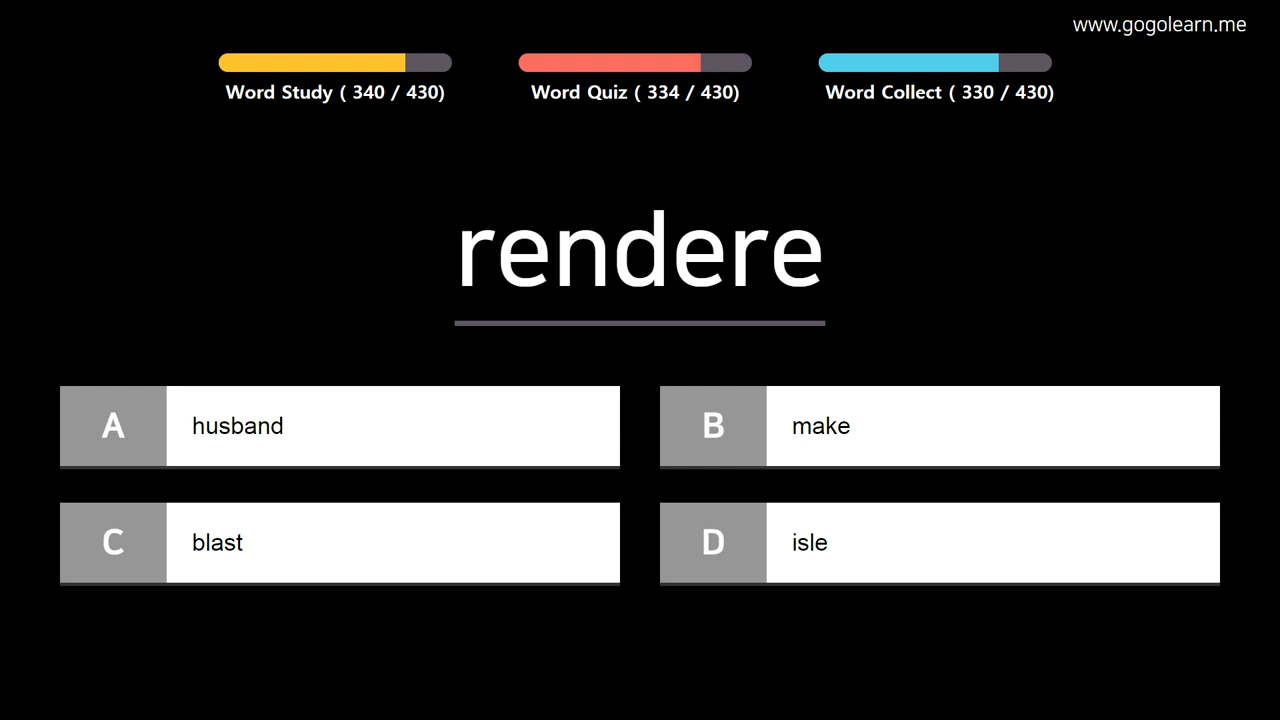 www.gogolearn.me
Word Study ( 340 / 430)
Word Quiz ( 334 / 430)
Word Collect ( 330 / 430)
rendere
A husband
B make
C blast
D isle